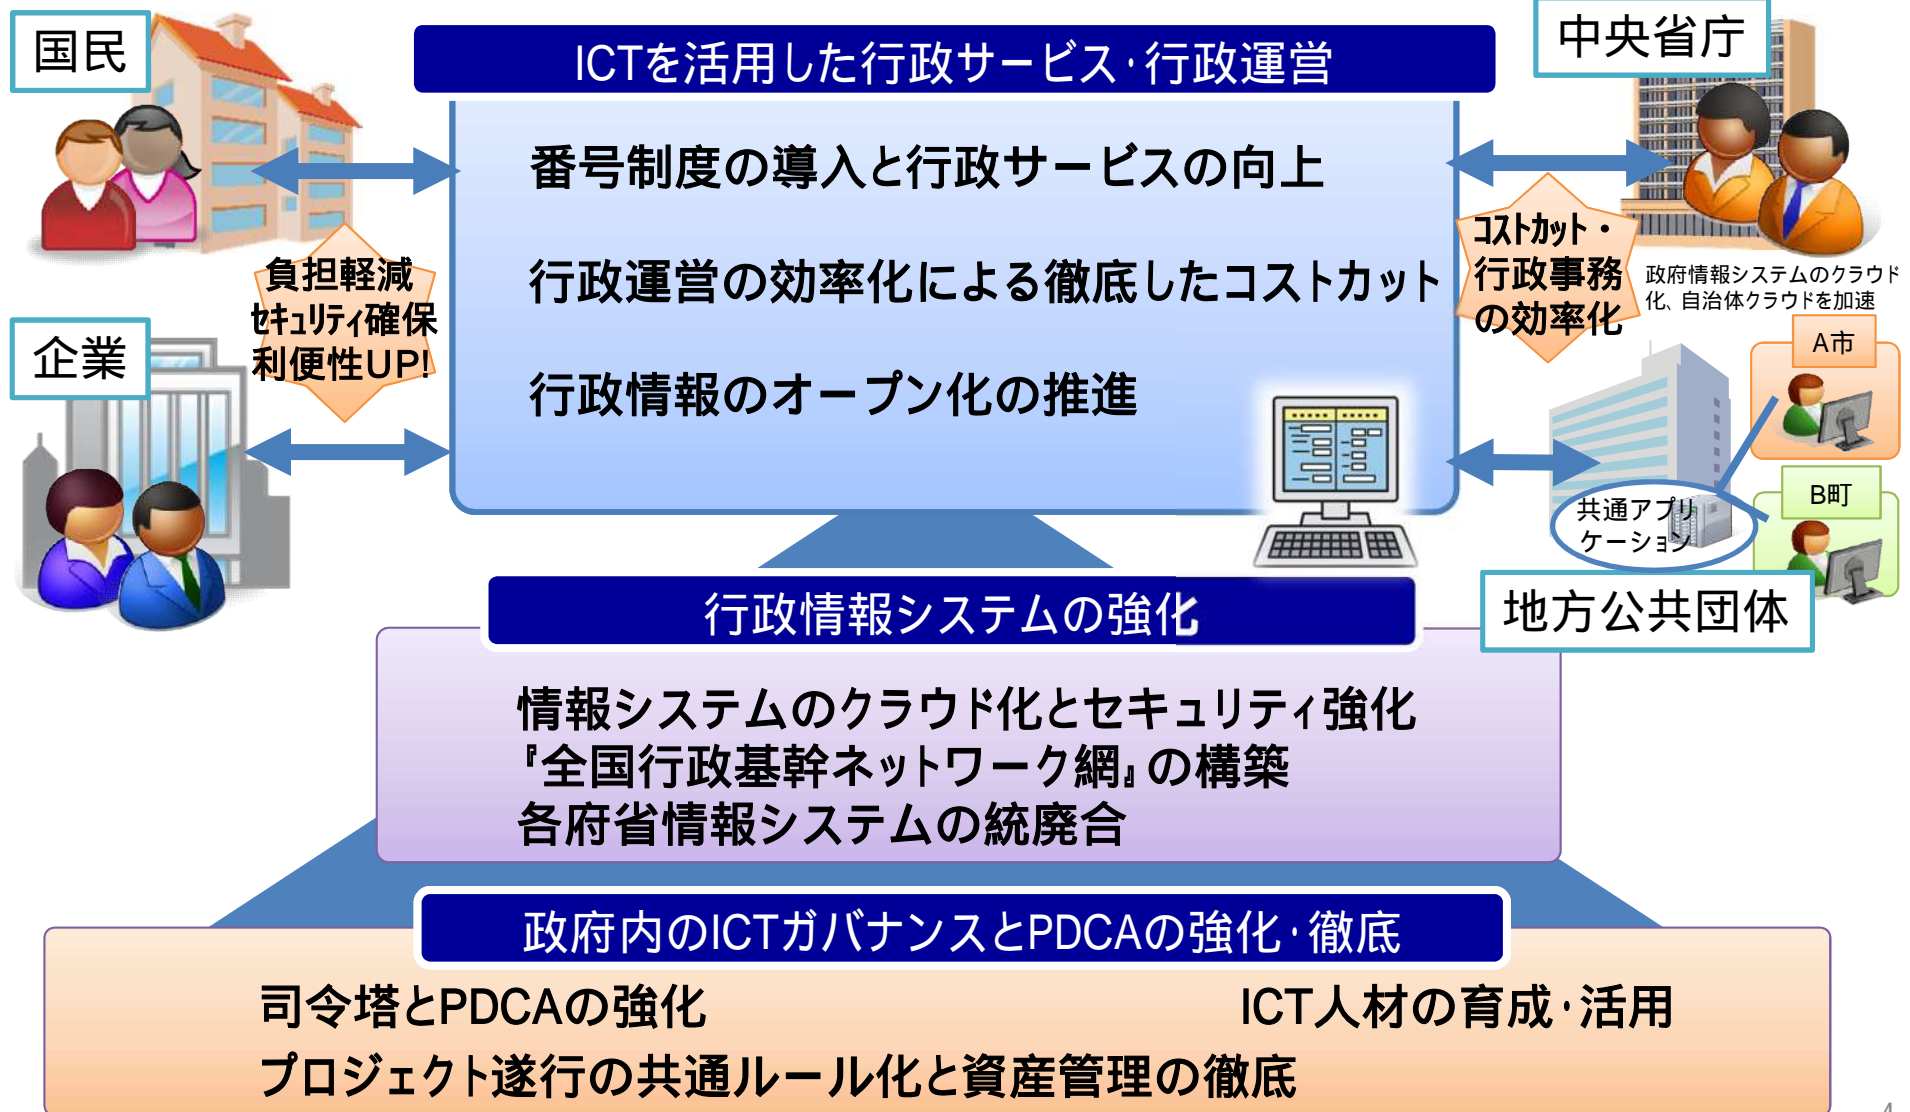 国民
ICTを活用した行政サービス・行政運営
中央省庁
番号制度の導入と行政サービスの向上
行政運営の効率化による徹底したコストカット
行政情報のオープン化の推進
負担軽減
セキュリティ確保
利便性UP!
コストカット・
行政事務
の効率化
政府情報システムのクラウド
化、自治体クラウドを加速
企業
A市
B町
共通アプリ
ケーション
地方公共団体
行政情報システムの強化
情報システムのクラウド化とセキュリティ強化
『全国行政基幹ネットワーク網』の構築
各府省情報システムの統廃合
政府内のICTガバナンスとPDCAの強化・徹底
司令塔とPDCAの強化
ICT人材の育成・活用
プロジェクト遂行の共通ルール化と資産管理の徹底
4